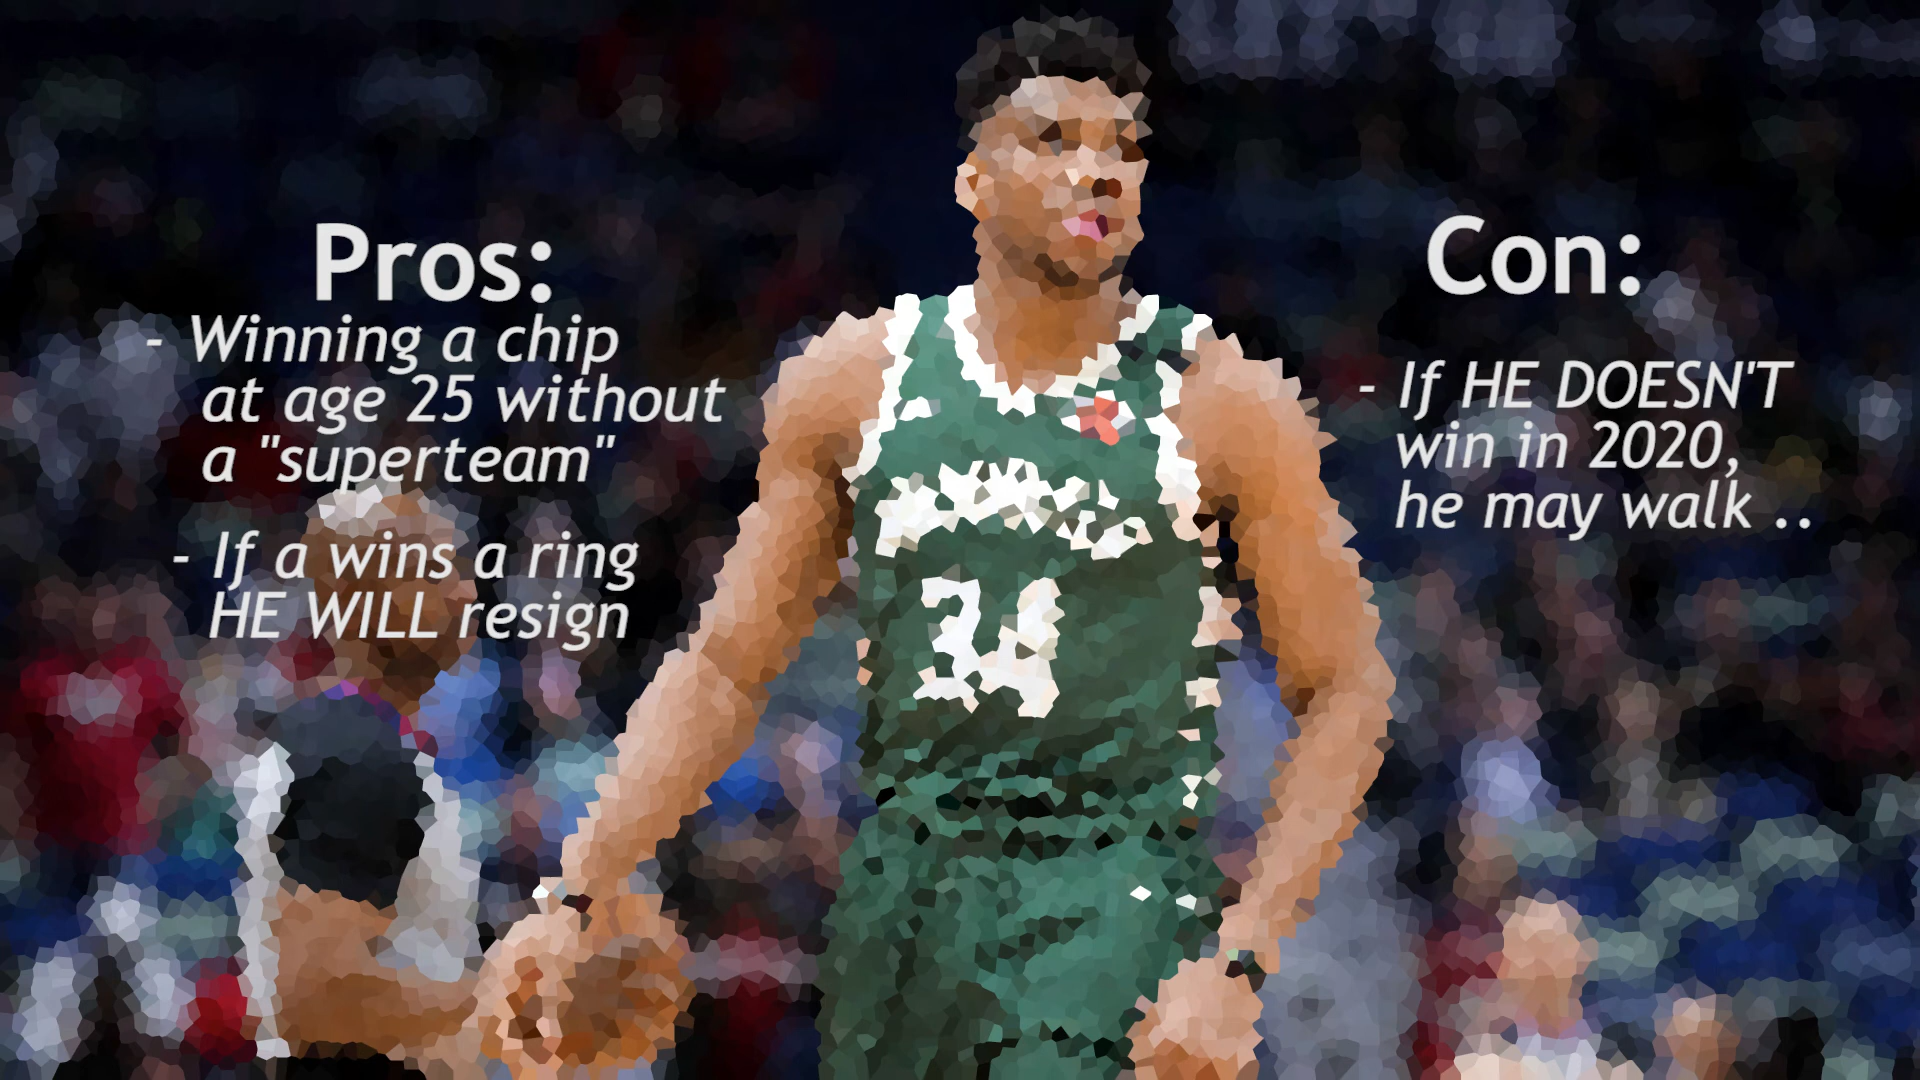 Pros:
- Winning a chip
at age 25 without
a "superteam"
- If a wins a ring
HE WILL resign
Con:
- If HE DOESN'T
win in 2020,
he may walk ..
34